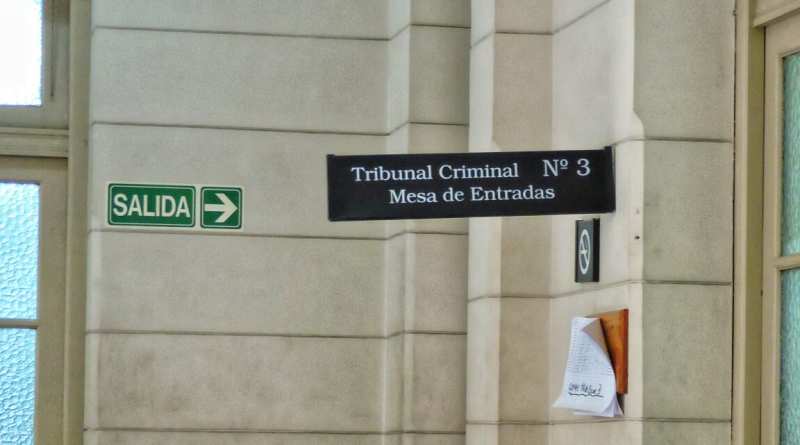 SALIDA
Tribunal Criminal Nº 3
Mesa de Entradas